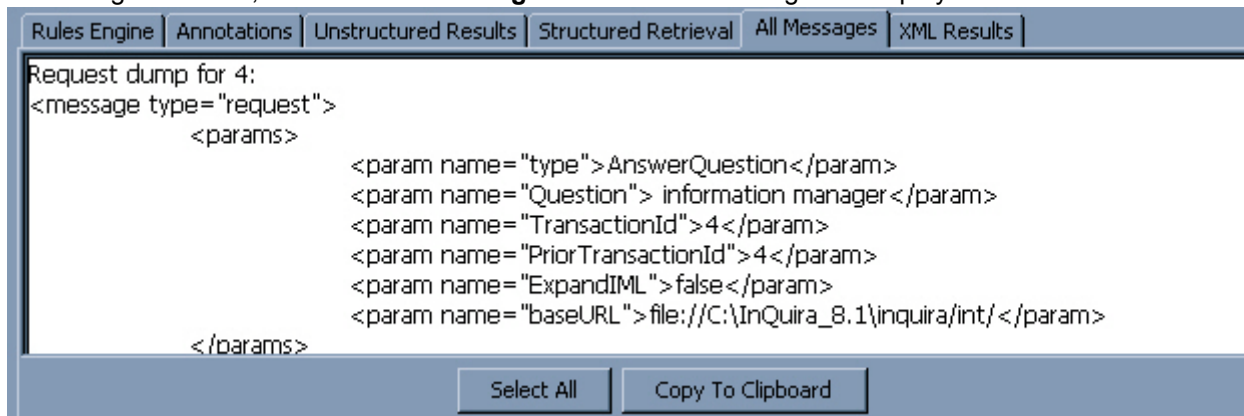 Rules Engine Annotations Unstructured Results Structured Retrieval All Messages XML Results
Request dump for 4:
<message type="request">
<params>
<param name="type">AnswerQuestion</param>
<param name="Question"> information manager</param>
<param name="TransactionId">4</param>
<param name="PriorTransactionId">4</param>
<param name="ExpandIML">false</param>
<param name="baseURL">file://C:\InQuira_8.1\inquira/int/</param>
</params>
Select All Copy To Clipboard